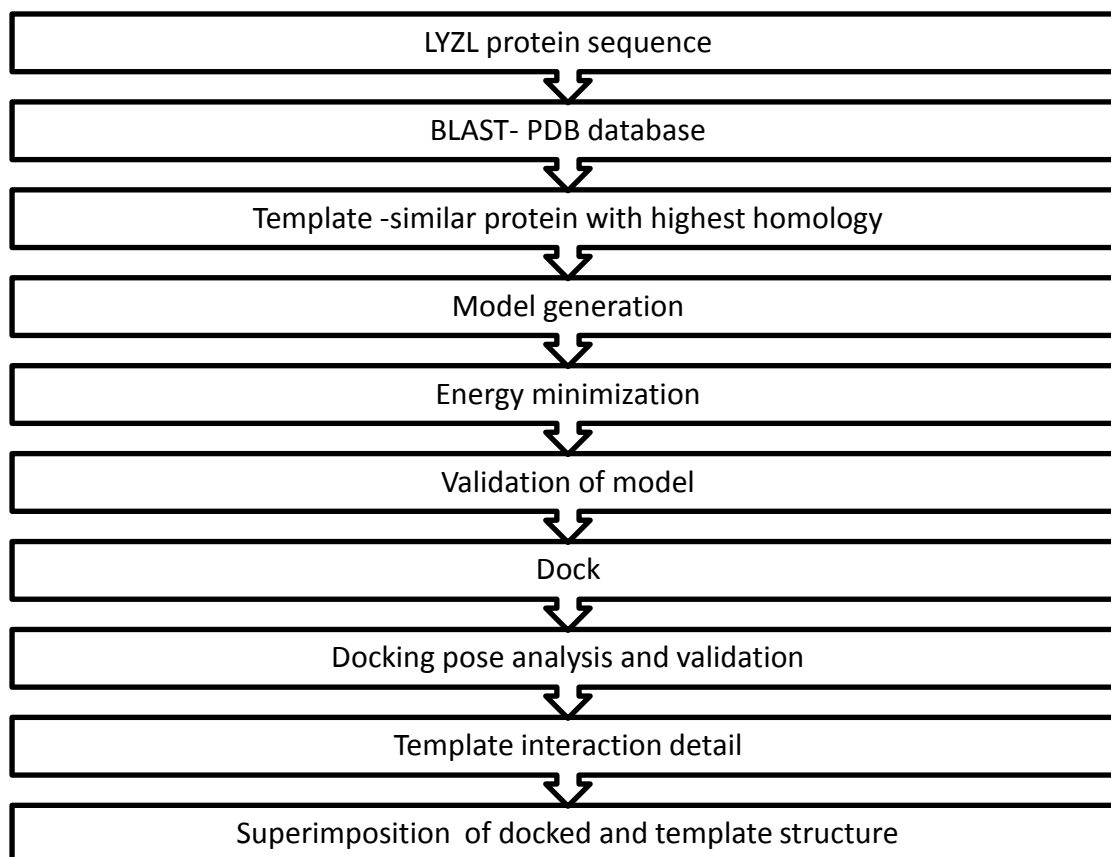 LYZL protein sequence
BLAST- PDB database
Template -similar protein with highest homology
Model generation
Energy minimization
Validation of model
Dock
Docking pose analysis and validation
Template interaction detail
Superimposition  of docked and template structure